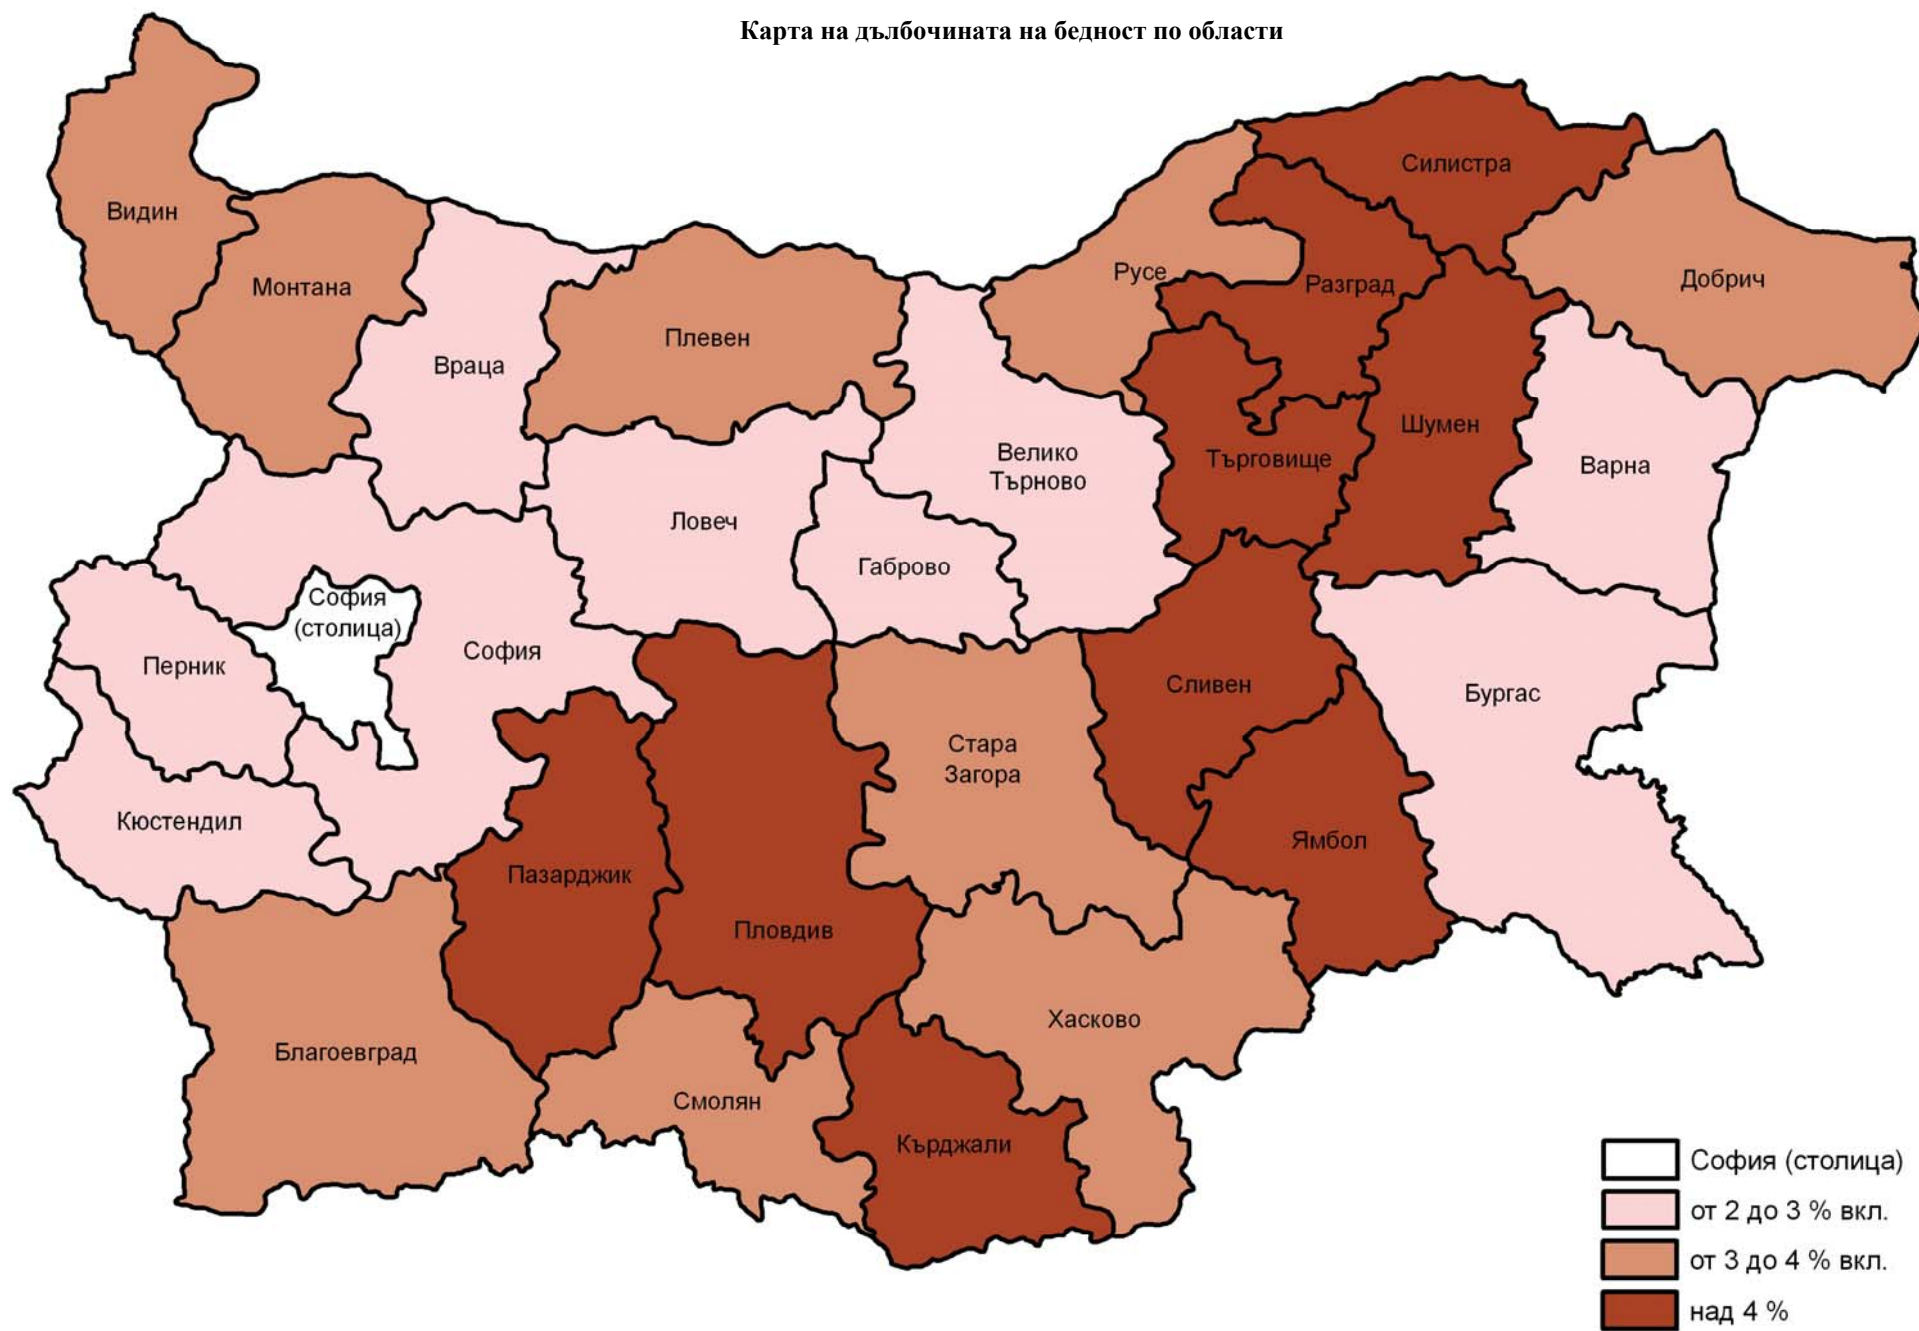 Карта на дълбочината на бедност по области
Силистра
Видин
Русе
Добрич
Монтана
Разград
Плевен
Враца
Шумен
Велико
Търново
Търговище
Варна
Ловеч
Габрово
София
(столица)
София
Перник
Сливен
Бургас
Стара
Загора
Кюстендил
Ямбол
Пазарджик
Пловдив
Хасково
Благоевград
Смолян
Кърджали
София (столица)
от 2 до 3 % вкл.
от 3 до 4 % вкл.
над 4 %